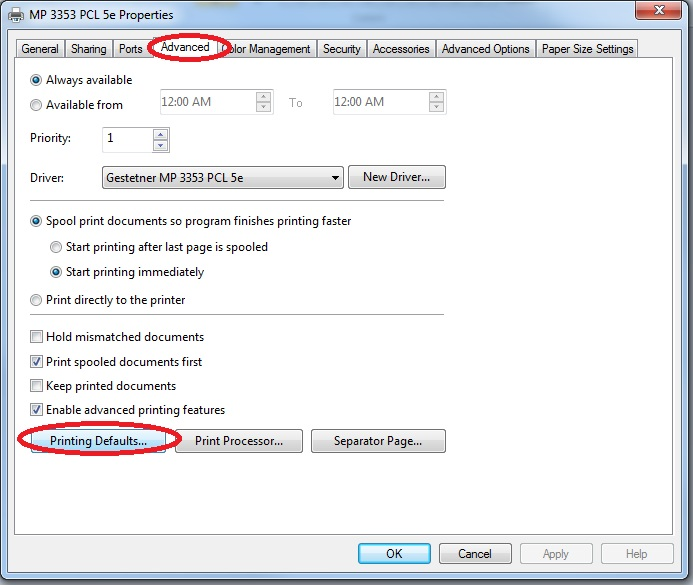 MP 3353 PCL 5e Properties
General Sharing Ports Advanced Color Management Security Accessories Advanced Options Paper Size Settings
Always available
Available from 12:00 AM To 12:00 AM
Priority: 1
Driver: Gestetner MP 3353 PCL 5e New Driver...
Spool print documents so program finishes printing faster
Start printing after last page is spooled
Start printing immediately
Print directly to the printer
Hold mismatched documents
Print spooled documents first
Keep printed documents
Enable advanced printing features
Printing Defaults... Print Processor... Separator Page...
OK Cancel Apply Help